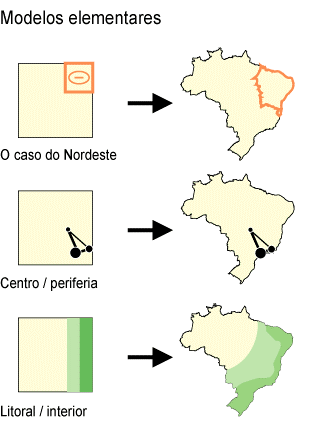 Modelos elementares
O caso do Nordeste
Centro / periferia
Litoral / interior